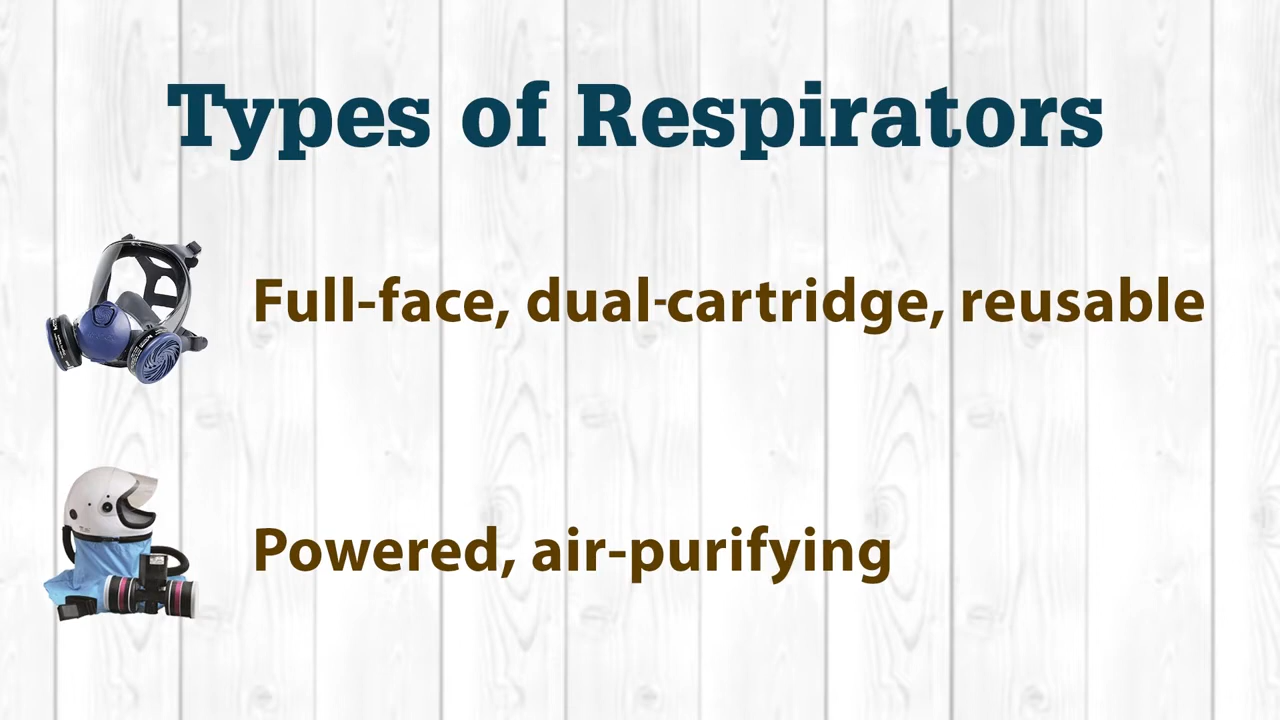 Types of Respirators
Full-face, dual-cartridge, reusable
Powered, air-purifying